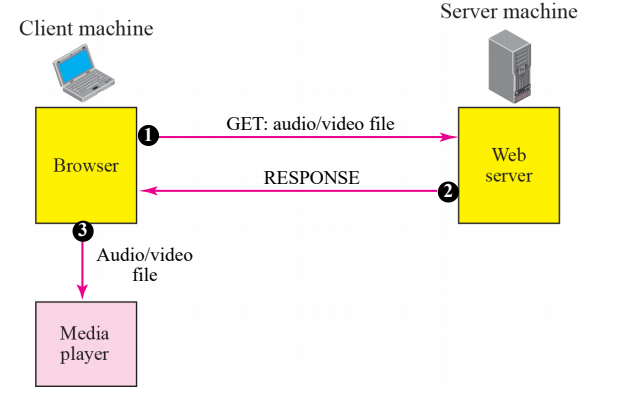 Client machine
Server machine
1
GET: audio/video file
Browser
Web
server
RESPONSE
2
3
Audio/video
file
Media
player